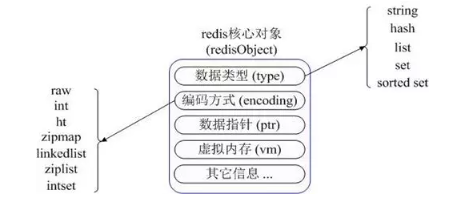 redis核心对象
(redisObject)
数据类型 (type)
编码方式 (encoding)
数据指针 (ptr)
虚拟内存 (vm)
其它信息 ...
string
hash
list
set
sorted set
raw
int
ht
zipmap
linkedlist
ziplist
intset